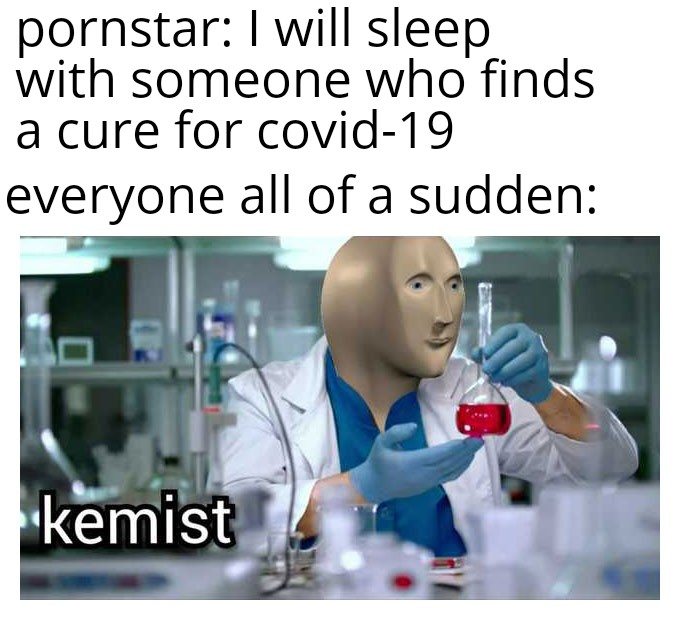 pornstar: I will sleep
with someone who finds
a cure for covid-19
everyone all of a sudden:
kemist